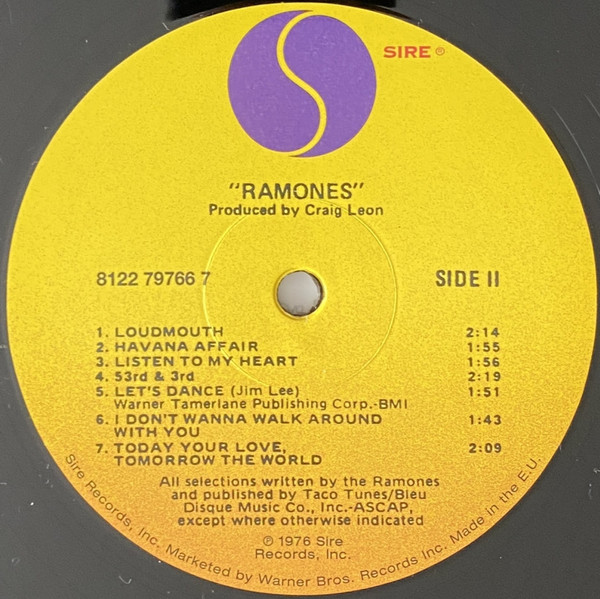 SIRE ®
"RAMONES"
Produced by Craig Leon
8122 79766 7
SIDE II
1. LOUDMOUTH 2:14
2. HAVANA AFFAIR 1:55
3. LISTEN TO MY HEART 1:56
4. 53rd & 3rd 2:19
5. LET'S DANCE (Jim Lee) 1:51
Warner Tamerlane Publishing Corp.-BMI
6. I DON'T WANNA WALK AROUND 1:43
WITH YOU
7. TODAY YOUR LOVE, 2:09
TOMORROW THE WORLD
All selections written by the Ramones
and published by Taco Tunes/Bleu
Disque Music Co., Inc.-ASCAP,
except where otherwise indicated
℗ 1976 Sire
Records, Inc.
Sire Records, Inc. Marketed by Warner Bros. Records Inc. Made in the E.U.